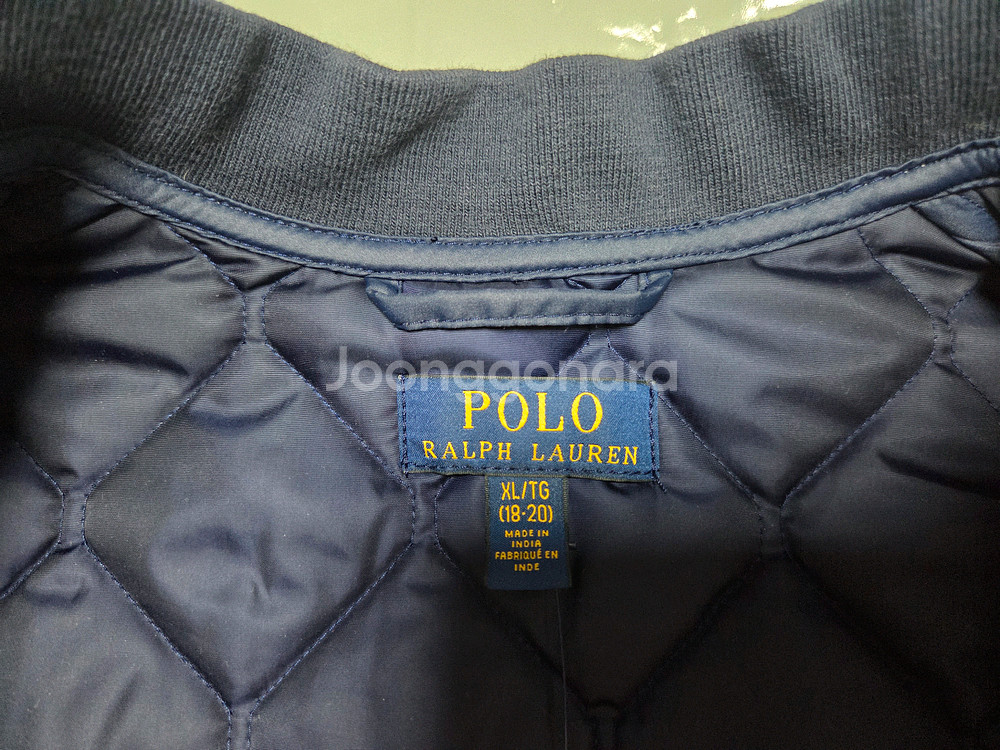 Joonggonara
POLO
RALPH LAUREN
XL/TG
(18-20)
MADE IN
INDIA
FABRIQUÉ EN
INDE